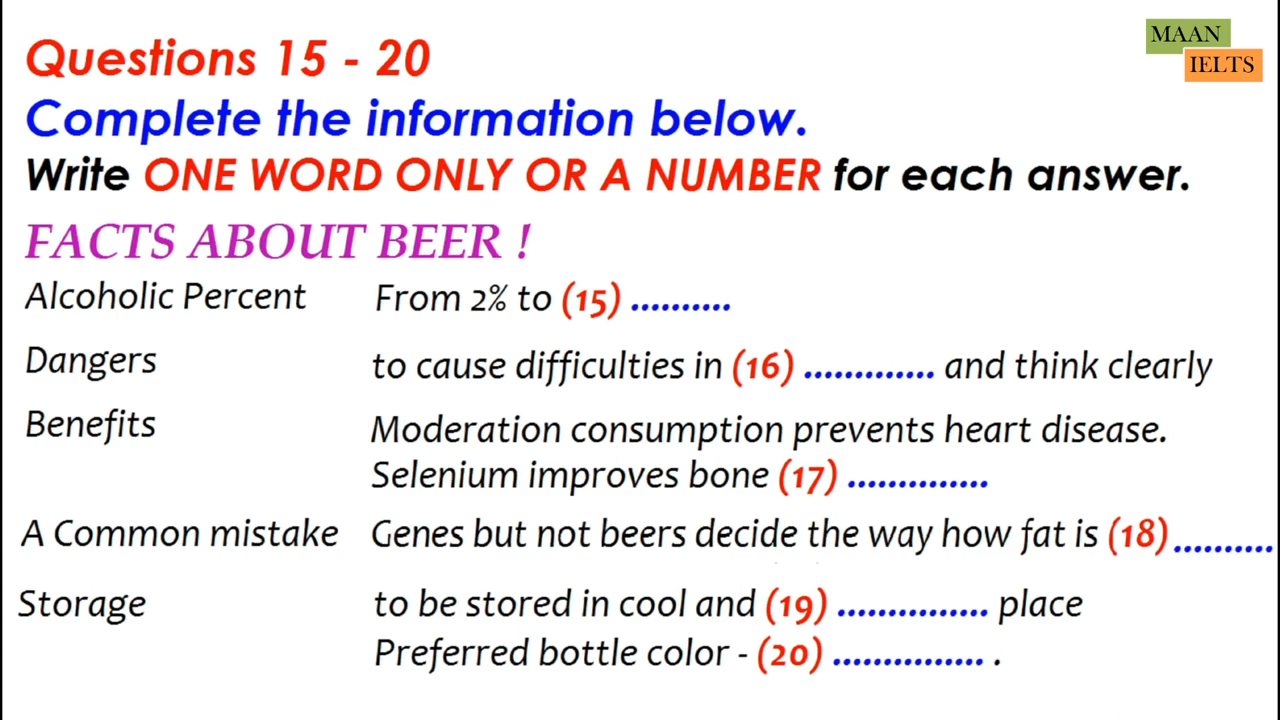 MAAN
IELTS
Questions 15 - 20
Complete the information below.
Write ONE WORD ONLY OR A NUMBER for each answer.
FACTS ABOUT BEER !
Alcoholic Percent From 2% to (15) ..........
Dangers to cause difficulties in (16) ............. and think clearly
Benefits Moderation consumption prevents heart disease.
Selenium improves bone (17) ..............
A Common mistake Genes but not beers decide the way how fat is (18) ..........
Storage to be stored in cool and (19) ............... place
Preferred bottle color - (20) ............... .